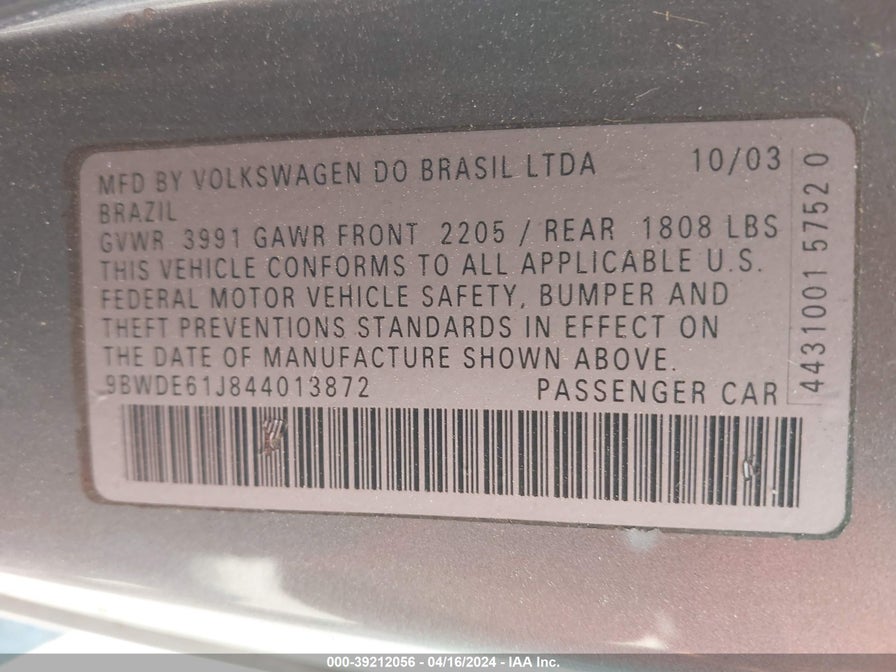 MFD BY VOLKSWAGEN DO BRASIL LTDA 10/03
BRAZIL
GVWR 3991 GAWR FRONT 2205 / REAR 1808 LBS
THIS VEHICLE CONFORMS TO ALL APPLICABLE U.S.
FEDERAL MOTOR VEHICLE SAFETY, BUMPER AND
THEFT PREVENTIONS STANDARDS IN EFFECT ON
THE DATE OF MANUFACTURE SHOWN ABOVE.
9BWDE61J844013872 PASSENGER CAR
4431001 5752 0
000-39212056 - 04/16/2024 - IAA Inc.